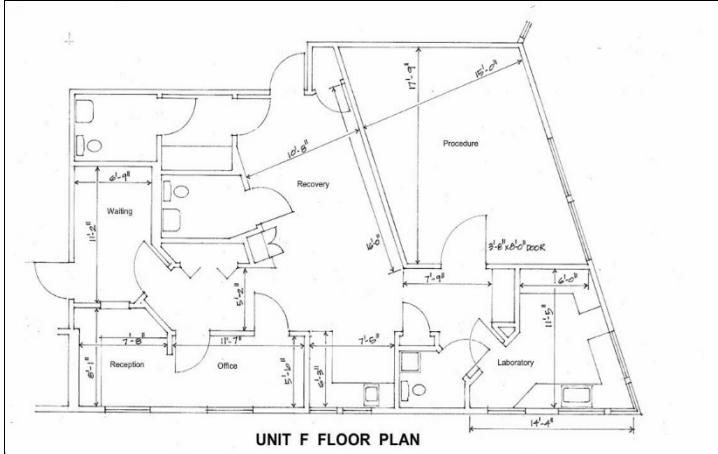 17'-9"
15'-0"
10'-8"
Procedure
6'-9"
Recovery
Waiting
11'-2"
16'-0"
3'-8" x 8'-0" DOOR
5'-2"
7'-9"
6'-0"
11'-5"
7'-8"
11'-7"
7'-5"
8'-1"
Reception
Office
5'-6"
6'-3"
Laboratory
14'-4"
UNIT F FLOOR PLAN